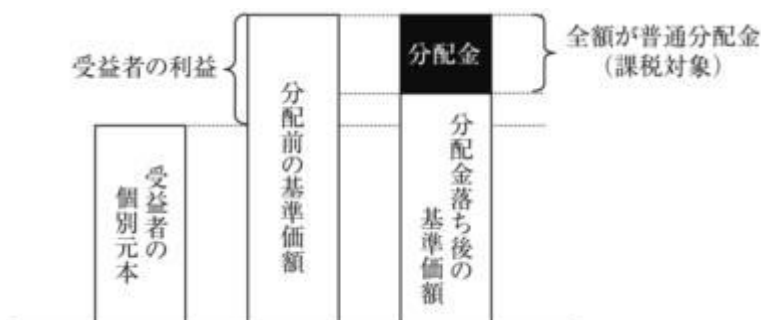 受益者の利益
受益者の
個別元本
分配前の基準価額
分配金
分配金落ち後の
基準価額
全額が普通分配金
（課税対象）